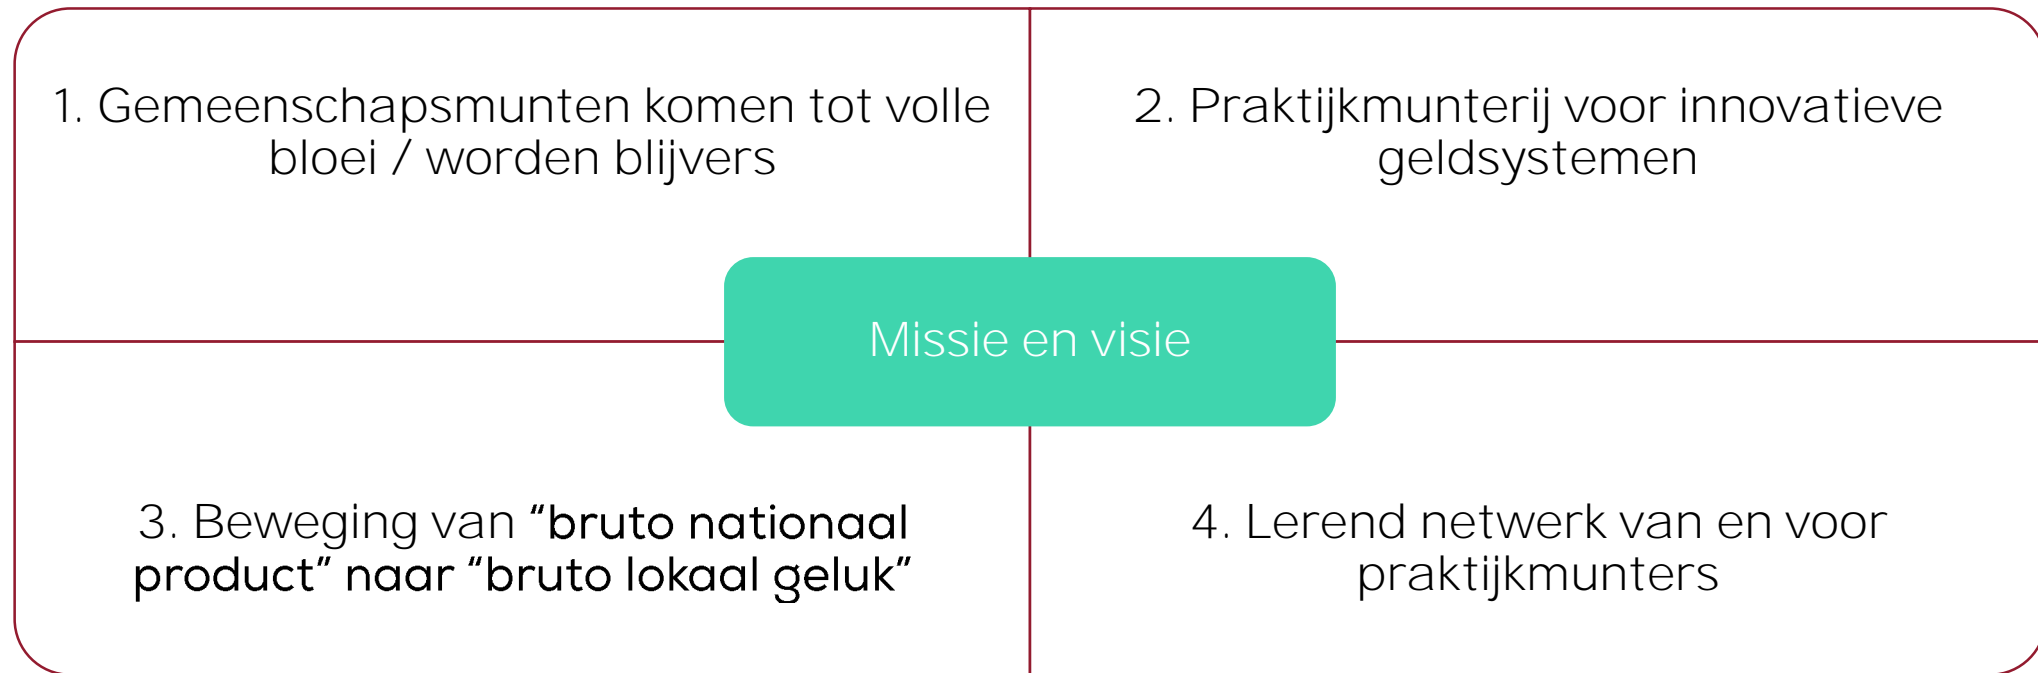 1. Gemeenschapsmunten komen tot volle
bloei / worden blijvers
2. Praktijkmunterij voor innovatieve
geldsystemen
Missie en visie
3. Beweging van “bruto nationaal
product” naar “bruto lokaal geluk”
4. Lerend netwerk van en voor
praktijkmunters